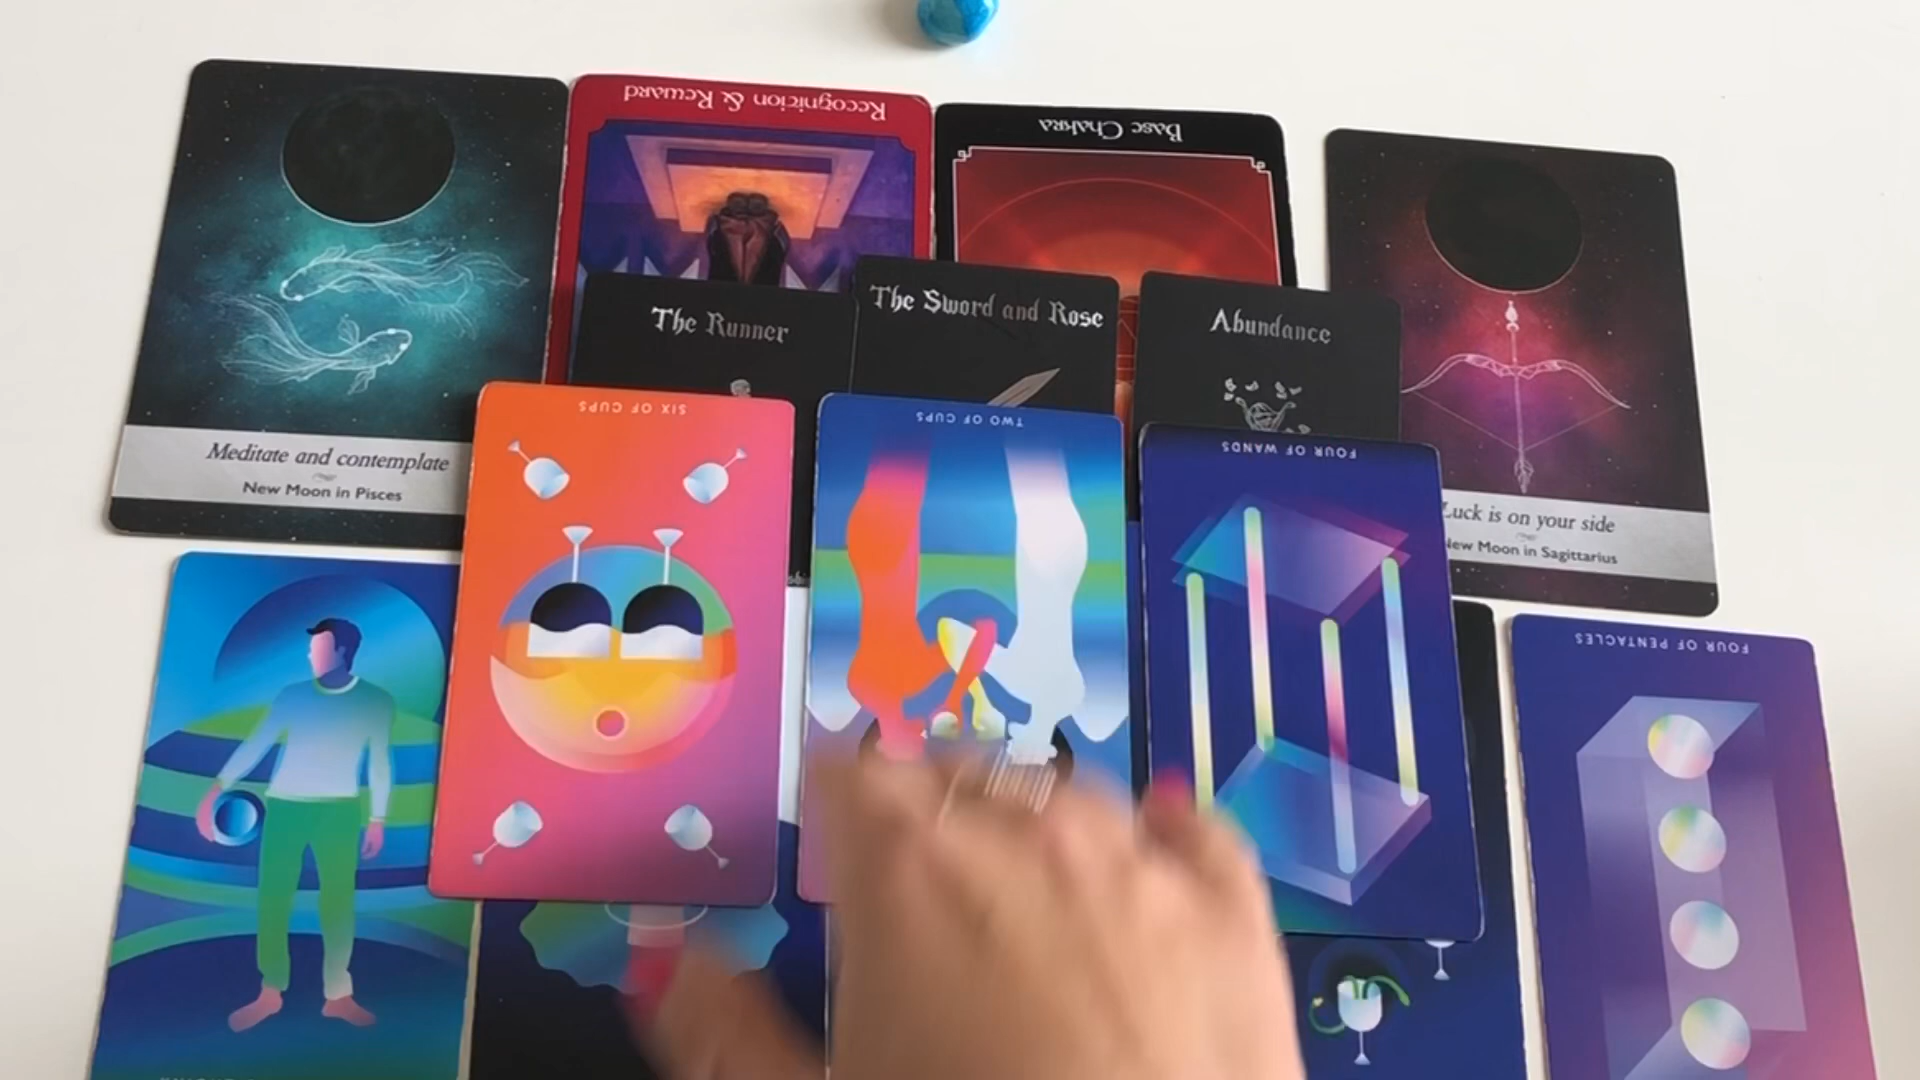 Recognition & Reward
Base Chakra
The Runner
The Sword and Rose
Abundance
SIX OF CUPS
TWO OF CUPS
FOUR OF WANDS
Meditate and contemplate
New Moon in Pisces
Luck is on your side
New Moon in Sagittarius
FOUR OF PENTACLES